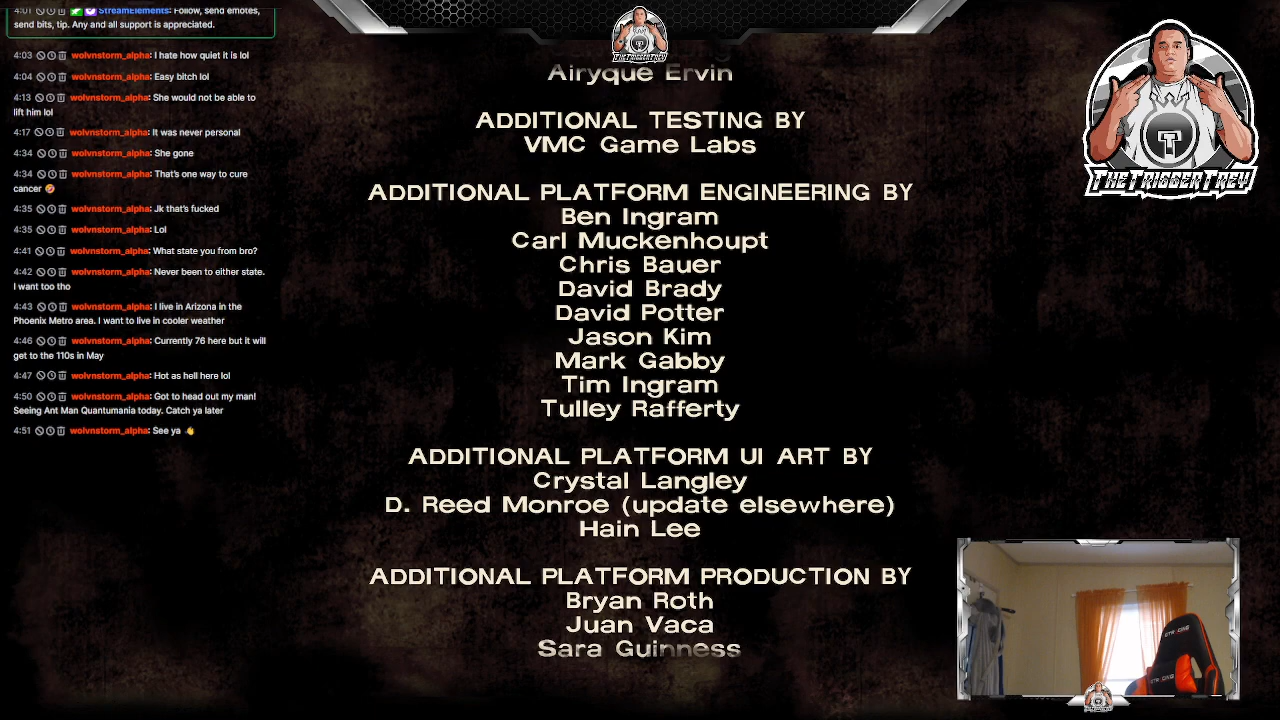 4:01 StreamElements: Follow, send emotes,
send bits, tip. Any and all support is appreciated.
4:03 wolvnstorm_alpha: I hate how quiet it is lol
4:04 wolvnstorm_alpha: Easy bitch lol
4:13 wolvnstorm_alpha: She would not be able to
lift him lol
4:17 wolvnstorm_alpha: It was never personal
4:34 wolvnstorm_alpha: She gone
4:34 wolvnstorm_alpha: That's one way to cure
cancer 🤣
4:35 wolvnstorm_alpha: Jk that's fucked
4:35 wolvnstorm_alpha: Lol
4:41 wolvnstorm_alpha: What state you from bro?
4:42 wolvnstorm_alpha: Never been to either state.
I want too tho
4:43 wolvnstorm_alpha: I live in Arizona in the
Phoenix Metro area. I want to live in cooler weather
4:46 wolvnstorm_alpha: Currently 76 here but it will
get to the 110s in May
4:47 wolvnstorm_alpha: Hot as hell here lol
4:50 wolvnstorm_alpha: Got to head out my man!
Seeing Ant Man Quantumania today. Catch ya later
4:51 wolvnstorm_alpha: See ya 👋
THETRIGGERTREY
Airyque Ervin
ADDITIONAL TESTING BY
VMC Game Labs
ADDITIONAL PLATFORM ENGINEERING BY
Ben Ingram
Carl Muckenhoupt
Chris Bauer
David Brady
David Potter
Jason Kim
Mark Gabby
Tim Ingram
Tulley Rafferty
ADDITIONAL PLATFORM UI ART BY
Crystal Langley
D. Reed Monroe (update elsewhere)
Hain Lee
ADDITIONAL PLATFORM PRODUCTION BY
Bryan Roth
Juan Vaca
Sara Guinness
T
THETRIGGERTREY
GTRACING
GTRACING